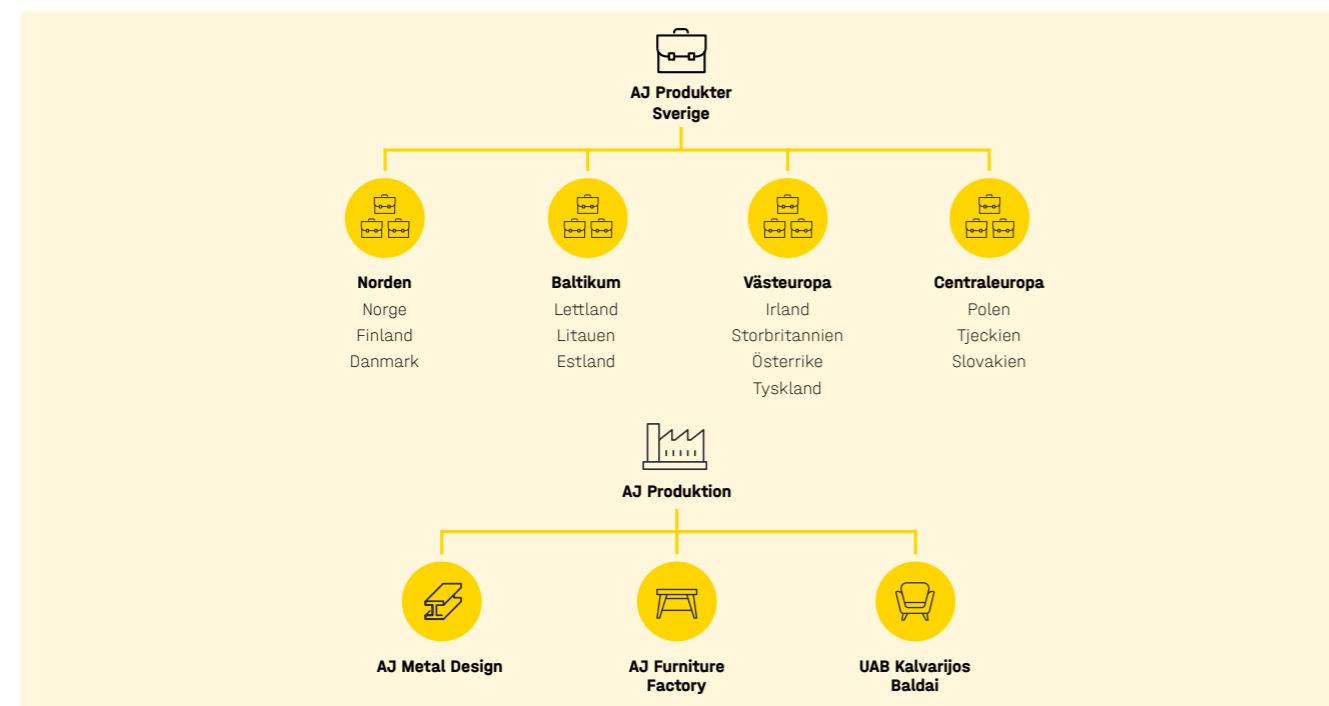 AJ Produkter
Sverige
Norden
Norge
Finland
Danmark
Baltikum
Lettland
Litauen
Estland
Västeuropa
Irland
Storbritannien
Österrike
Tyskland
Centraleuropa
Polen
Tjeckien
Slovakien
AJ Produktion
AJ Metal Design
AJ Furniture
Factory
UAB Kalvarijos
Baldai